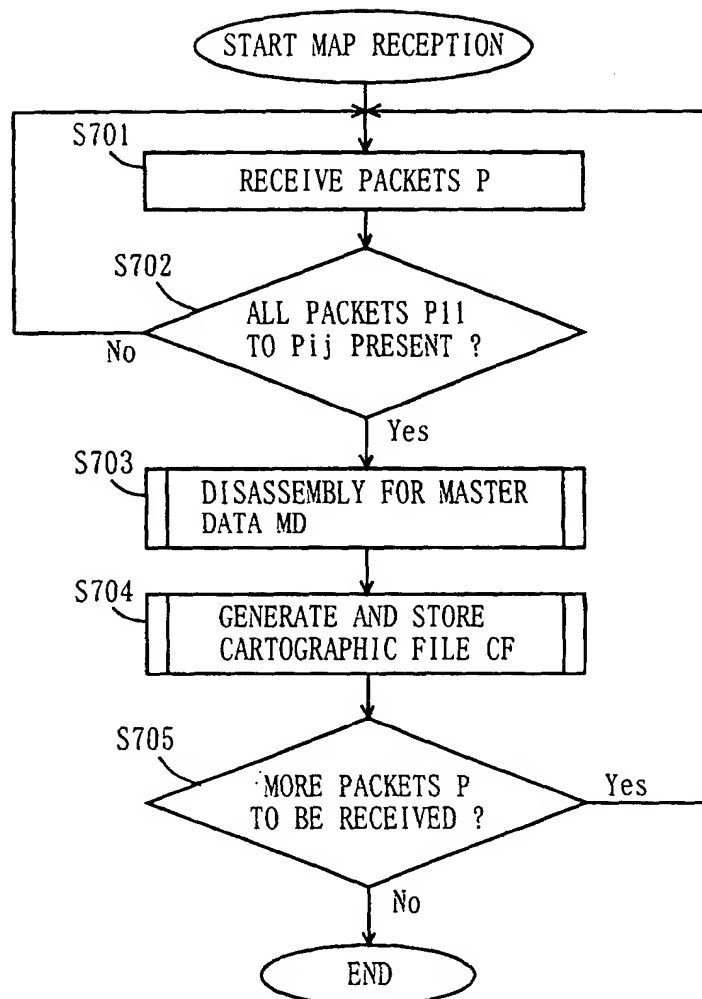 START MAP RECEPTION
S701
RECEIVE PACKETS P
S702
ALL PACKETS P11
TO Pij PRESENT ?
No
Yes
S703
DISASSEMBLY FOR MASTER
DATA MD
S704
GENERATE AND STORE
CARTOGRAPHIC FILE CF
S705
MORE PACKETS P
TO BE RECEIVED ?
Yes
No
END